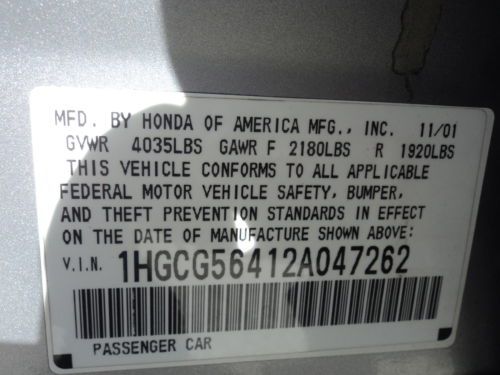 MFD. BY HONDA OF AMERICA MFG., INC. 11/01
GVWR 4035LBS GAWR F 2180LBS R 1920LBS
THIS VEHICLE CONFORMS TO ALL APPLICABLE
FEDERAL MOTOR VEHICLE SAFETY, BUMPER,
AND THEFT PREVENTION STANDARDS IN EFFECT
ON THE DATE OF MANUFACTURE SHOWN ABOVE:
V.I.N. 1HGCG56412A047262
PASSENGER CAR